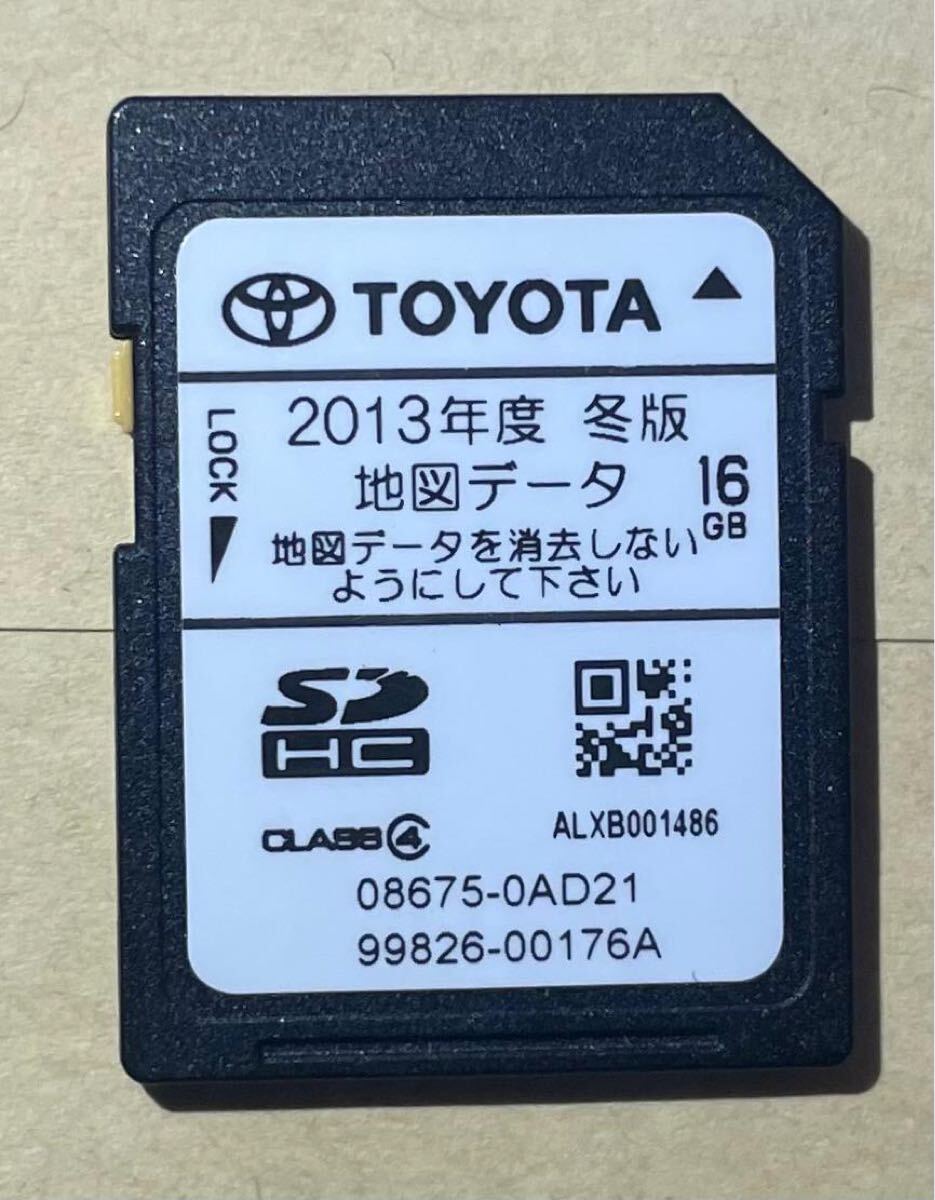 TOYOTA
2013年度 冬版
LOCK
地図データ
16
GB
地図データを消去しない
ようにして下さい
SD
HC
CLASS4
ALXB001486
08675-0AD21
99826-00176A